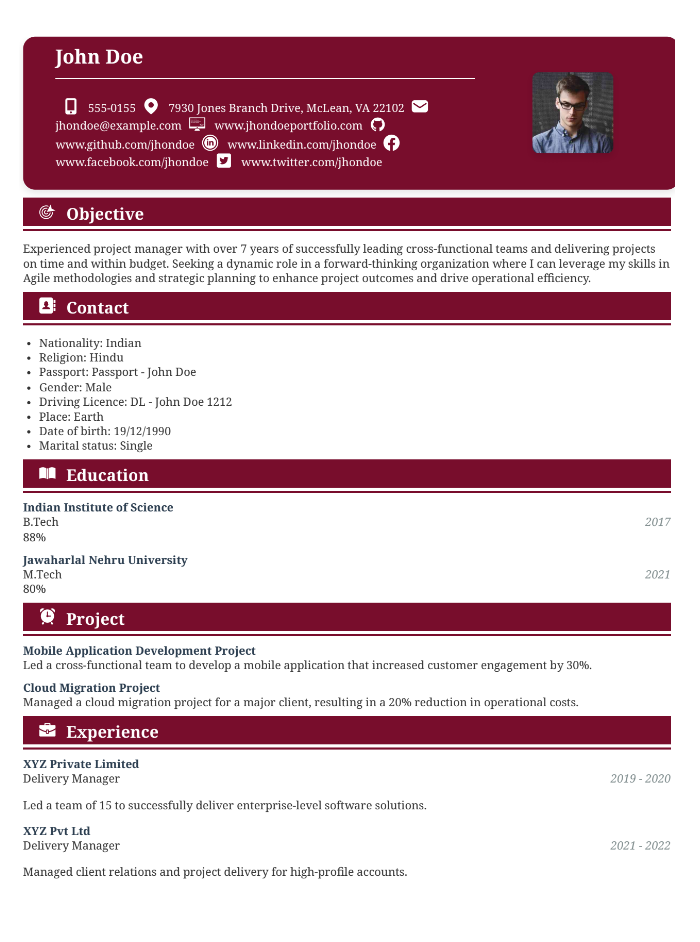 John Doe
555-0155 7930 Jones Branch Drive, McLean, VA 22102
jhondoe@example.com www.jhondoeportfolio.com
www.github.com/jhondoe www.linkedin.com/jhondoe
www.facebook.com/jhondoe www.twitter.com/jhondoe
Objective
Experienced project manager with over 7 years of successfully leading cross-functional teams and delivering projects
on time and within budget. Seeking a dynamic role in a forward-thinking organization where I can leverage my skills in
Agile methodologies and strategic planning to enhance project outcomes and drive operational efficiency.
Contact
• Nationality: Indian
• Religion: Hindu
• Passport: Passport - John Doe
• Gender: Male
• Driving Licence: DL - John Doe 1212
• Place: Earth
• Date of birth: 19/12/1990
• Marital status: Single
Education
Indian Institute of Science
B.Tech 2017
88%
Jawaharlal Nehru University
M.Tech 2021
80%
Project
Mobile Application Development Project
Led a cross-functional team to develop a mobile application that increased customer engagement by 30%.
Cloud Migration Project
Managed a cloud migration project for a major client, resulting in a 20% reduction in operational costs.
Experience
XYZ Private Limited
Delivery Manager 2019 - 2020
Led a team of 15 to successfully deliver enterprise-level software solutions.
XYZ Pvt Ltd
Delivery Manager 2021 - 2022
Managed client relations and project delivery for high-profile accounts.